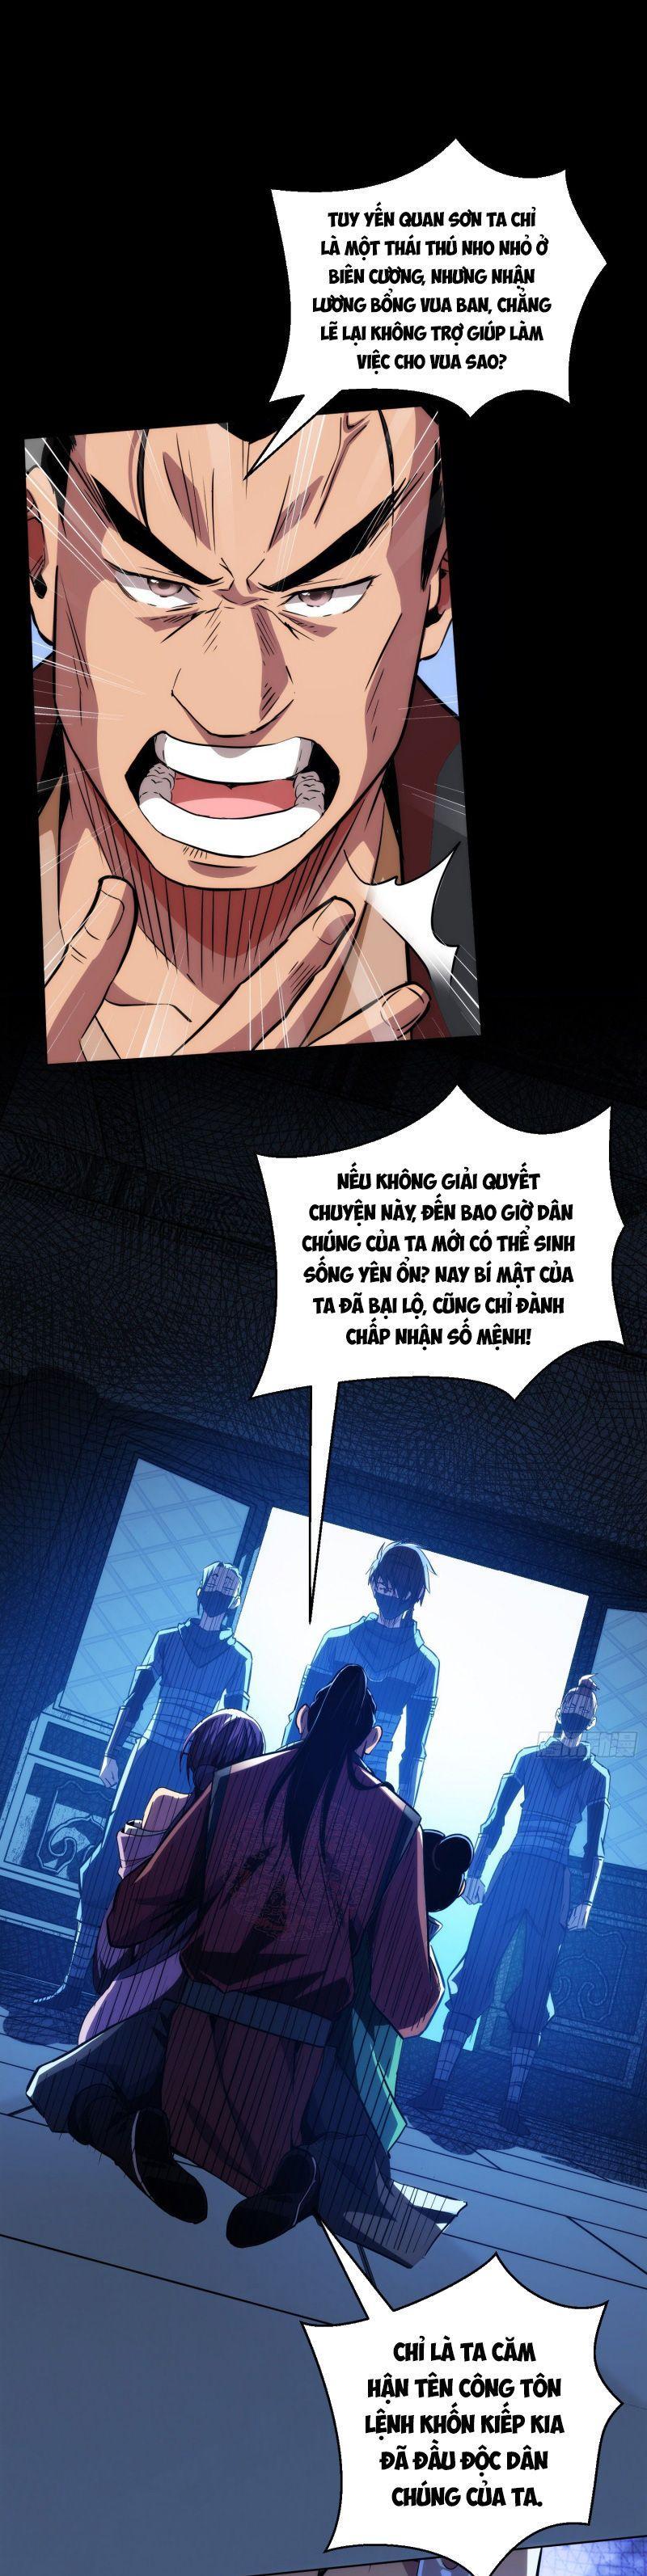 TUY YẾN QUAN SƠN TA CHỈ
LÀ MỘT THÁI THÚ NHO NHỎ Ở
BIÊN CƯƠNG, NHƯNG NHẬN
LƯƠNG BỔNG VUA BAN, CHẲNG
LẼ LẠI KHÔNG TRỢ GIÚP LÀM
VIỆC CHO VUA SAO?
NẾU KHÔNG GIẢI QUYẾT
CHUYỆN NÀY, ĐẾN BAO GIỜ DÂN
CHÚNG CỦA TA MỚI CÓ THỂ SINH
SỐNG YÊN ỔN? NAY BÍ MẬT CỦA
TA ĐÃ BẠI LỘ, CŨNG CHỈ ĐÀNH
CHẤP NHẬN SỐ MỆNH!
CHỈ LÀ TA CĂM
HẬN TÊN CÔNG TÔN
LỆNH KHỐN KIẾP KIA
ĐÃ ĐẦU ĐỘC DÂN
CHÚNG CỦA TA.